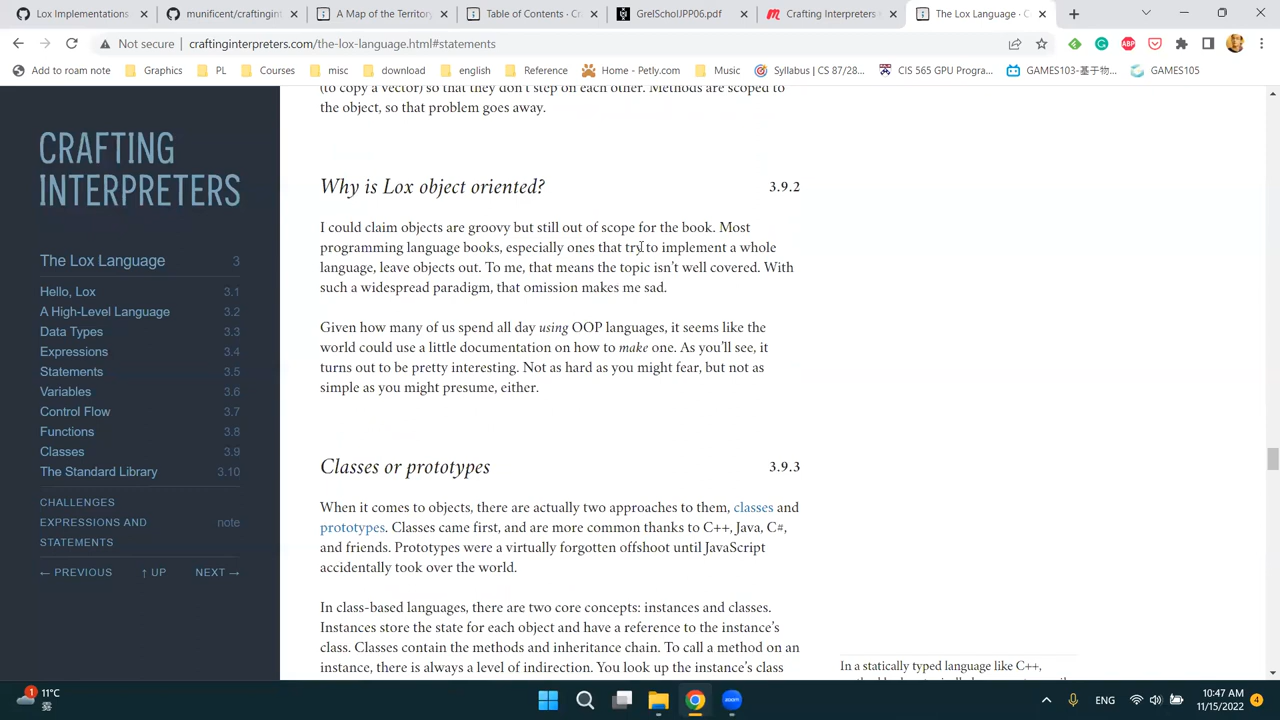 Lox Implementations
munificent/craftingint
A Map of the Territory
Table of Contents · Cr
GrelSchoUPP06.pdf
Crafting Interpreters
The Lox Language · C
Not secure | craftinginterpreters.com/the-lox-language.html#statements
Add to roam note
Graphics
PL
Courses
misc
download
english
Reference
Home - Petly.com
Music
Syllabus | CS 87/28...
CIS 565 GPU Progra...
GAMES103-基于物...
GAMES105
(to copy a vector) so that they don't step on each other. Methods are scoped to
the object, so that problem goes away.
CRAFTING
INTERPRETERS
The Lox Language 3
Hello, Lox 3.1
A High-Level Language 3.2
Data Types 3.3
Expressions 3.4
Statements 3.5
Variables 3.6
Control Flow 3.7
Functions 3.8
Classes 3.9
The Standard Library 3.10
CHALLENGES
EXPRESSIONS AND note
STATEMENTS
← PREVIOUS ↑ UP NEXT →
Why is Lox object oriented? 3.9.2
I could claim objects are groovy but still out of scope for the book. Most
programming language books, especially ones that try to implement a whole
language, leave objects out. To me, that means the topic isn't well covered. With
such a widespread paradigm, that omission makes me sad.
Given how many of us spend all day using OOP languages, it seems like the
world could use a little documentation on how to make one. As you'll see, it
turns out to be pretty interesting. Not as hard as you might fear, but not as
simple as you might presume, either.
Classes or prototypes 3.9.3
When it comes to objects, there are actually two approaches to them, classes and
prototypes. Classes came first, and are more common thanks to C++, Java, C#,
and friends. Prototypes were a virtually forgotten offshoot until JavaScript
accidentally took over the world.
In class-based languages, there are two core concepts: instances and classes.
Instances store the state for each object and have a reference to the instance's
class. Classes contain the methods and inheritance chain. To call a method on an
instance, there is always a level of indirection. You look up the instance's class
In a statically typed language like C++,
1
11°C
雾
zoom
ENG
10:47 AM
11/15/2022
4